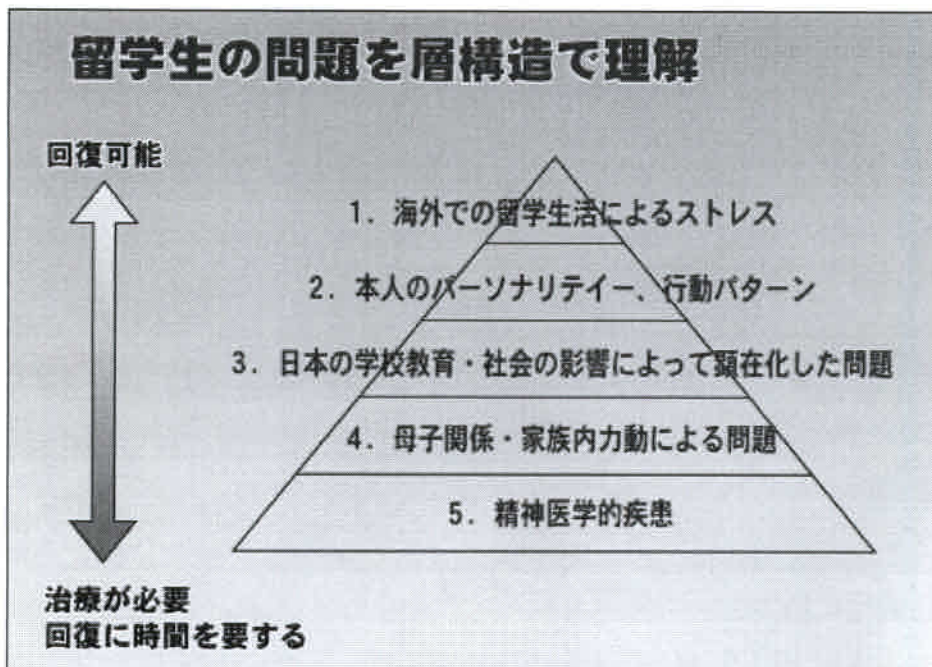 留学生の問題を層構造で理解
回復可能
1. 海外での留学生活によるストレス
2. 本人のパーソナリテイー、行動パターン
3. 日本の学校教育・社会の影響によって顕在化した問題
4. 母子関係・家族内力動による問題
5. 精神医学的疾患
治療が必要
回復に時間を要する